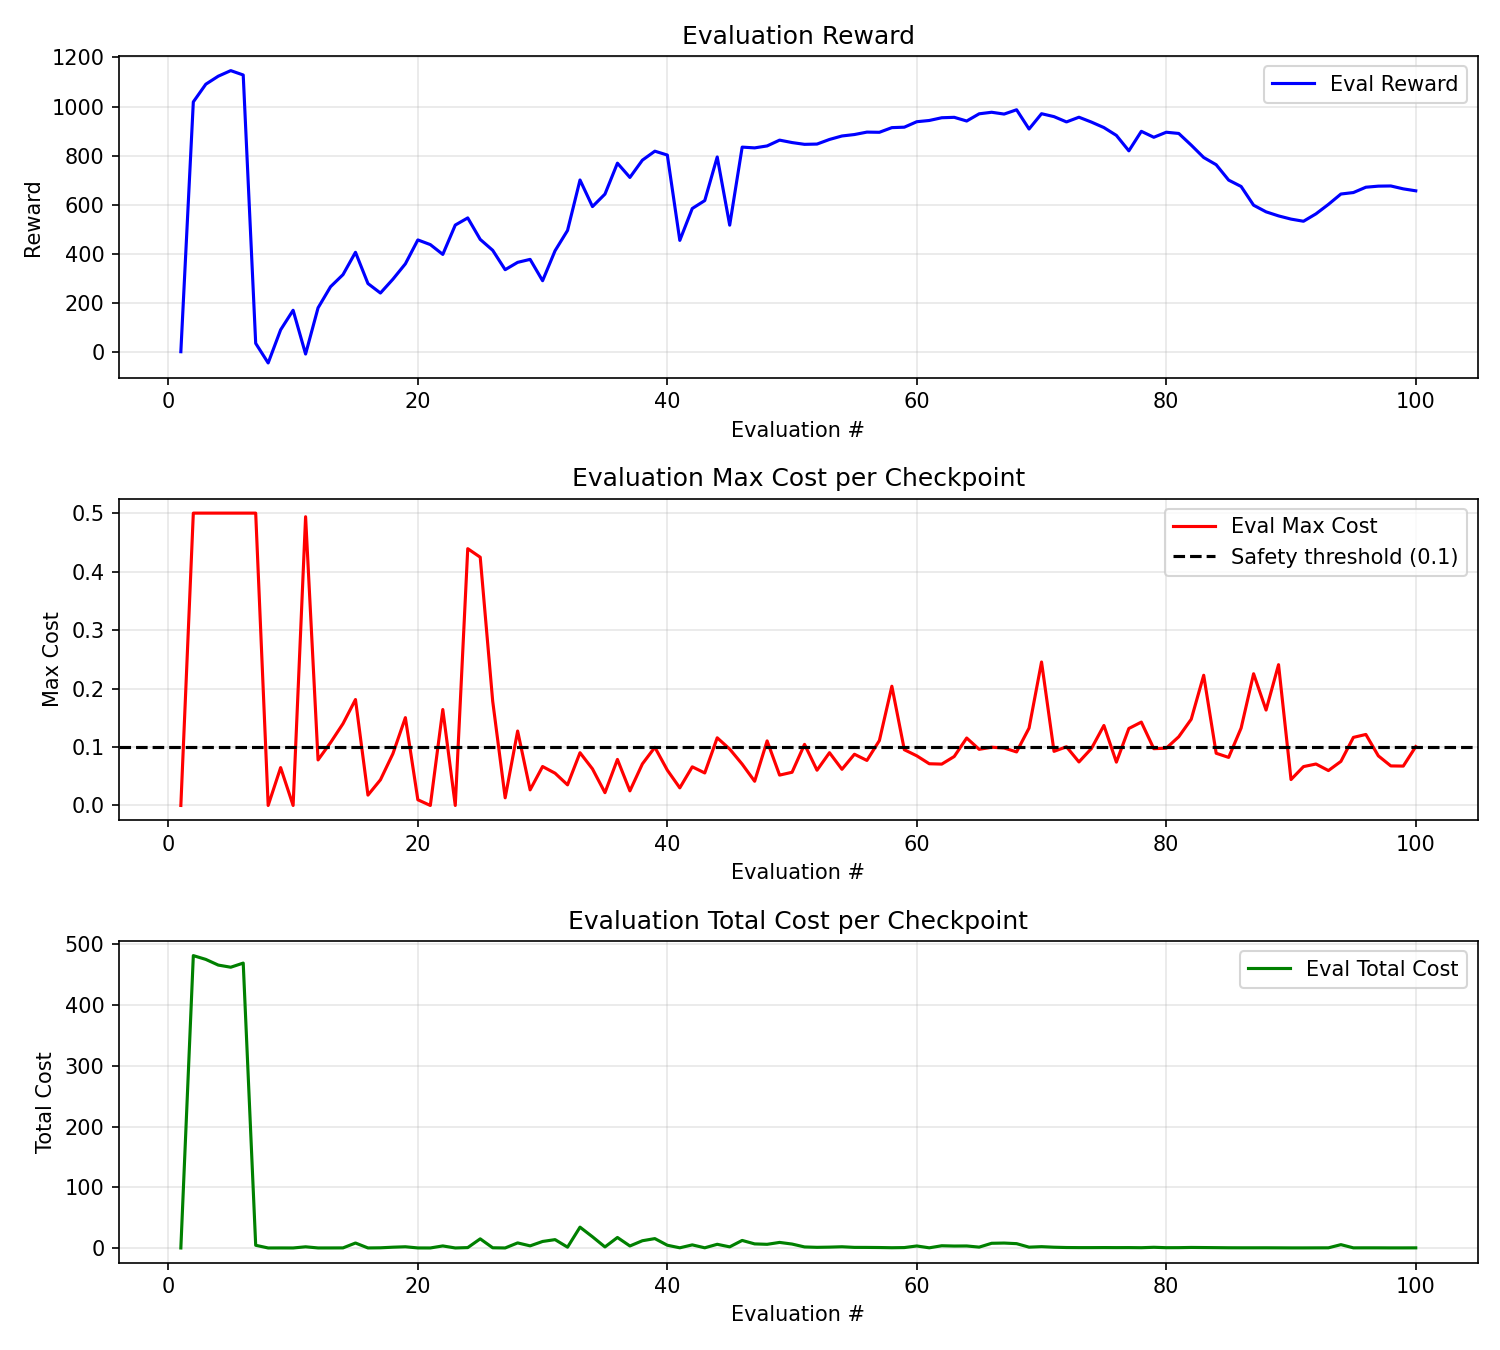 Evaluation Reward
1200
1000
800
600
400
200
0
Reward
Eval Reward
0 20 40 60 80 100
Evaluation #
Evaluation Max Cost per Checkpoint
0.5
0.4
0.3
0.2
0.1
0.0
Max Cost
Eval Max Cost
Safety threshold (0.1)
0 20 40 60 80 100
Evaluation #
Evaluation Total Cost per Checkpoint
500
400
300
200
100
0
Total Cost
Eval Total Cost
0 20 40 60 80 100
Evaluation #